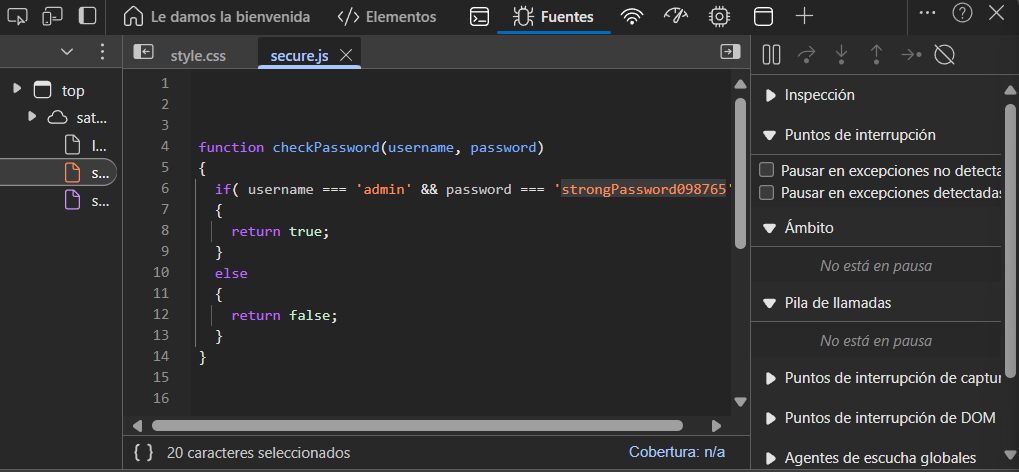 Le damos la bienvenida
Elementos
Fuentes
style.css
secure.js
top
sat...
I...
s...
s...
1
2
3
4 function checkPassword(username, password)
5 {
6 if( username === 'admin' && password === 'strongPassword098765'
7 {
8 return true;
9 }
10 else
11 {
12 return false;
13 }
14 }
15
16
{ } 20 caracteres seleccionados
Cobertura: n/a
Inspección
Puntos de interrupción
Pausar en excepciones no detecta
Pausar en excepciones detectadas
Ámbito
No está en pausa
Pila de llamadas
No está en pausa
Puntos de interrupción de captur
Puntos de interrupción de DOM
Agentes de escucha globales